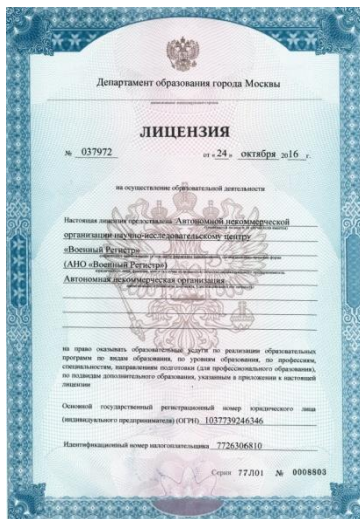 Департамент образования города Москвы
ЛИЦЕНЗИЯ
№ 037972 от « 24 » октября 2016 г.
на осуществление образовательной деятельности
Настоящая лицензия предоставлена Автономной некоммерческой
организации научно-исследовательскому центру
«Военный Регистр»
(АНО «Военный Регистр»)
Автономная некоммерческая организация
на право оказывать образовательные услуги по реализации образовательных
программ по видам образования, по уровням образования, по профессиям,
специальностям, направлениям подготовки (для профессионального образования),
по подвидам дополнительного образования, указанным в приложении к настоящей
лицензии
Основной государственный регистрационный номер юридического лица
(индивидуального предпринимателя) (ОГРН) 1037739246346
Идентификационный номер налогоплательщика 7726306810
Серия 77Л01 № 0008803